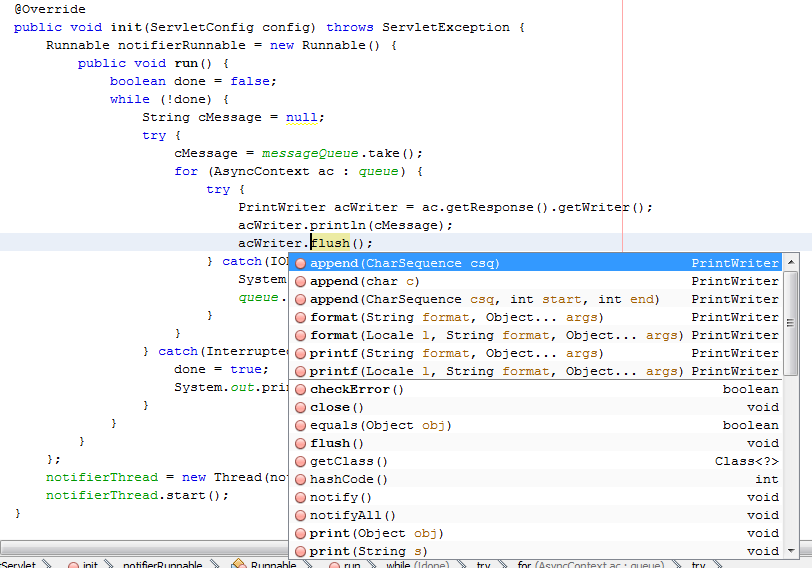 @Override
public void init(ServletConfig config) throws ServletException {
Runnable notifierRunnable = new Runnable() {
public void run() {
boolean done = false;
while (!done) {
String cMessage = null;
try {
cMessage = messageQueue.take();
for (AsyncContext ac : queue) {
try {
PrintWriter acWriter = ac.getResponse().getWriter();
acWriter.println(cMessage);
acWriter.flush();
} catch(IO
append(CharSequence csq) PrintWriter
System
append(char c) PrintWriter
queue.
append(CharSequence csq, int start, int end) PrintWriter
}
format(String format, Object... args) PrintWriter
}
format(Locale l, String format, Object... args) PrintWriter
} catch(Interrupte
printf(String format, Object... args) PrintWriter
done = true;
printf(Locale l, String format, Object... args) PrintWriter
System.out.pri
checkError() boolean
}
close() void
}
equals(Object obj) boolean
}
flush() void
};
getClass() Class<?>
notifierThread = new Thread(no
hashCode() int
notifierThread.start();
notify() void
}
notifyAll() void
print(Object obj) void
print(String s) void
rServlet init notifierRunnable Runnable run while (!done) try for (AsyncContext ac : queue) try